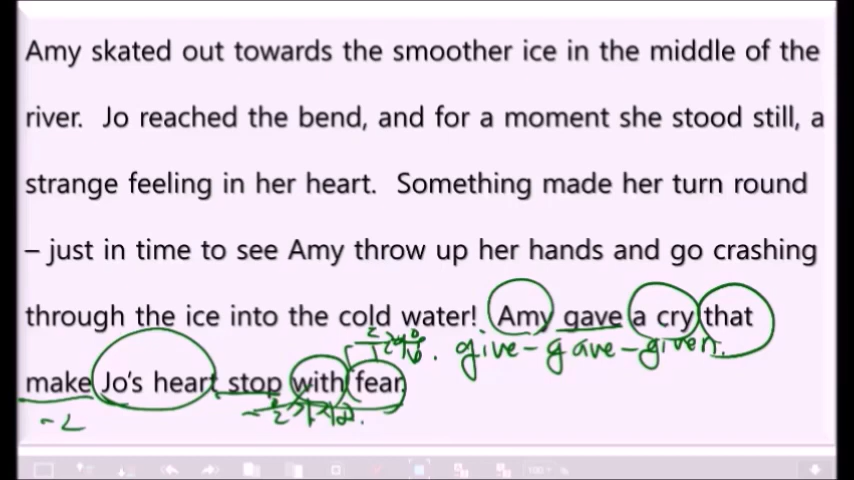 Amy skated out towards the smoother ice in the middle of the
river. Jo reached the bend, and for a moment she stood still, a
strange feeling in her heart. Something made her turn round
– just in time to see Amy throw up her hands and go crashing
through the ice into the cold water! Amy gave a cry that
give - gave - given.
make Jo's heart stop with fear.